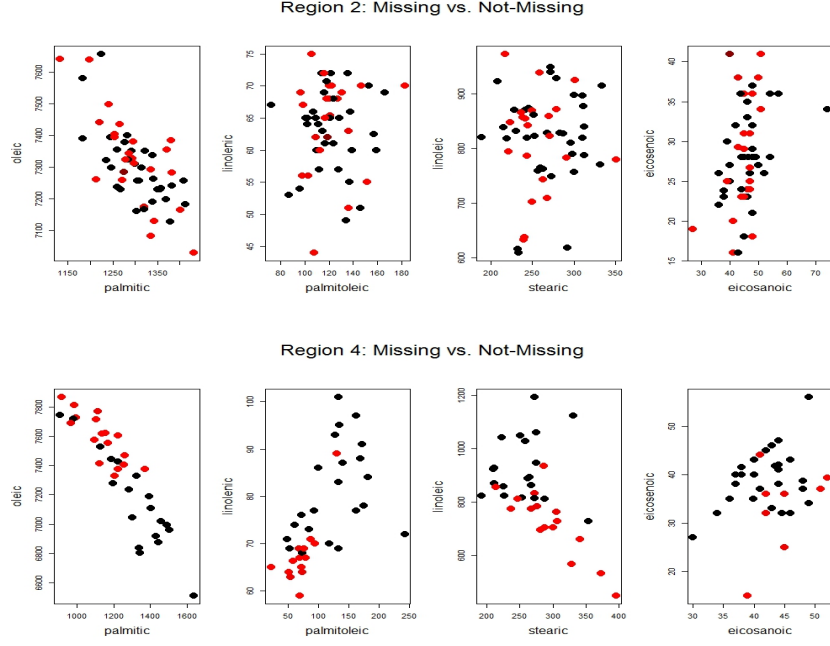 Region 2: Missing vs. Not-Missing
oleic
7100 7200 7300 7400 7500 7600
1150 1250 1350
palmitic
linolenic
45 50 55 60 65 70 75
80 100 120 140 160 180
palmitoleic
linoleic
600 700 800 900
200 250 300 350
stearic
eicosenoic
15 20 25 30 35 40
30 40 50 60 70
eicosanoic
Region 4: Missing vs. Not-Missing
oleic
6600 6800 7000 7200 7400 7600 7800
1000 1200 1400 1600
palmitic
linolenic
60 70 80 90 100
50 100 150 200 250
palmitoleic
linoleic
600 800 1000 1200
200 250 300 350 400
stearic
eicosenoic
20 30 40 50
30 35 40 45 50
eicosanoic